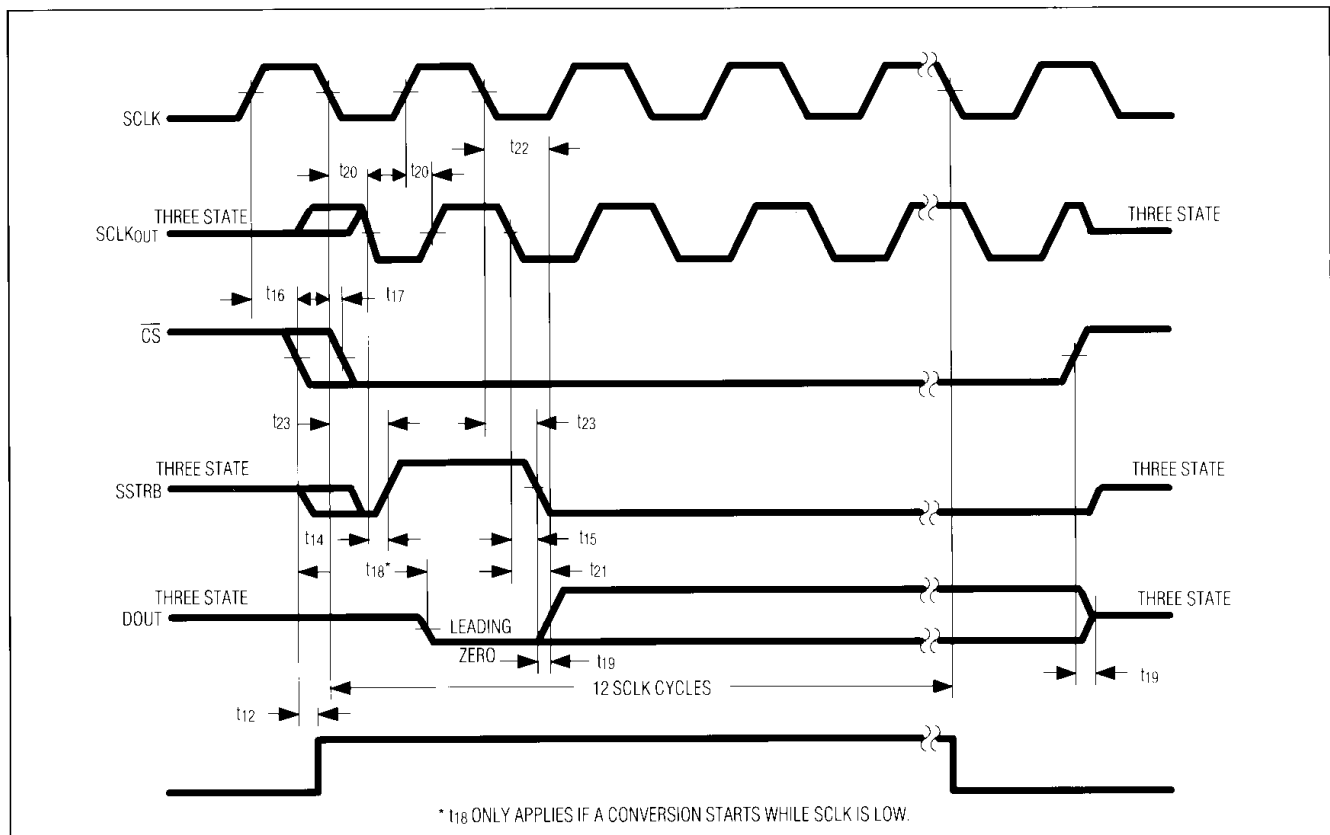 SCLK
t22
t20 t20
THREE STATE THREE STATE
SCLKOUT
t16 t17
CS
t23 t23
THREE STATE THREE STATE
SSTRB
t14 t15
t18* t21
THREE STATE THREE STATE
DOUT LEADING
ZERO t19
t19
12 SCLK CYCLES
t12
* t18 ONLY APPLIES IF A CONVERSION STARTS WHILE SCLK IS LOW.